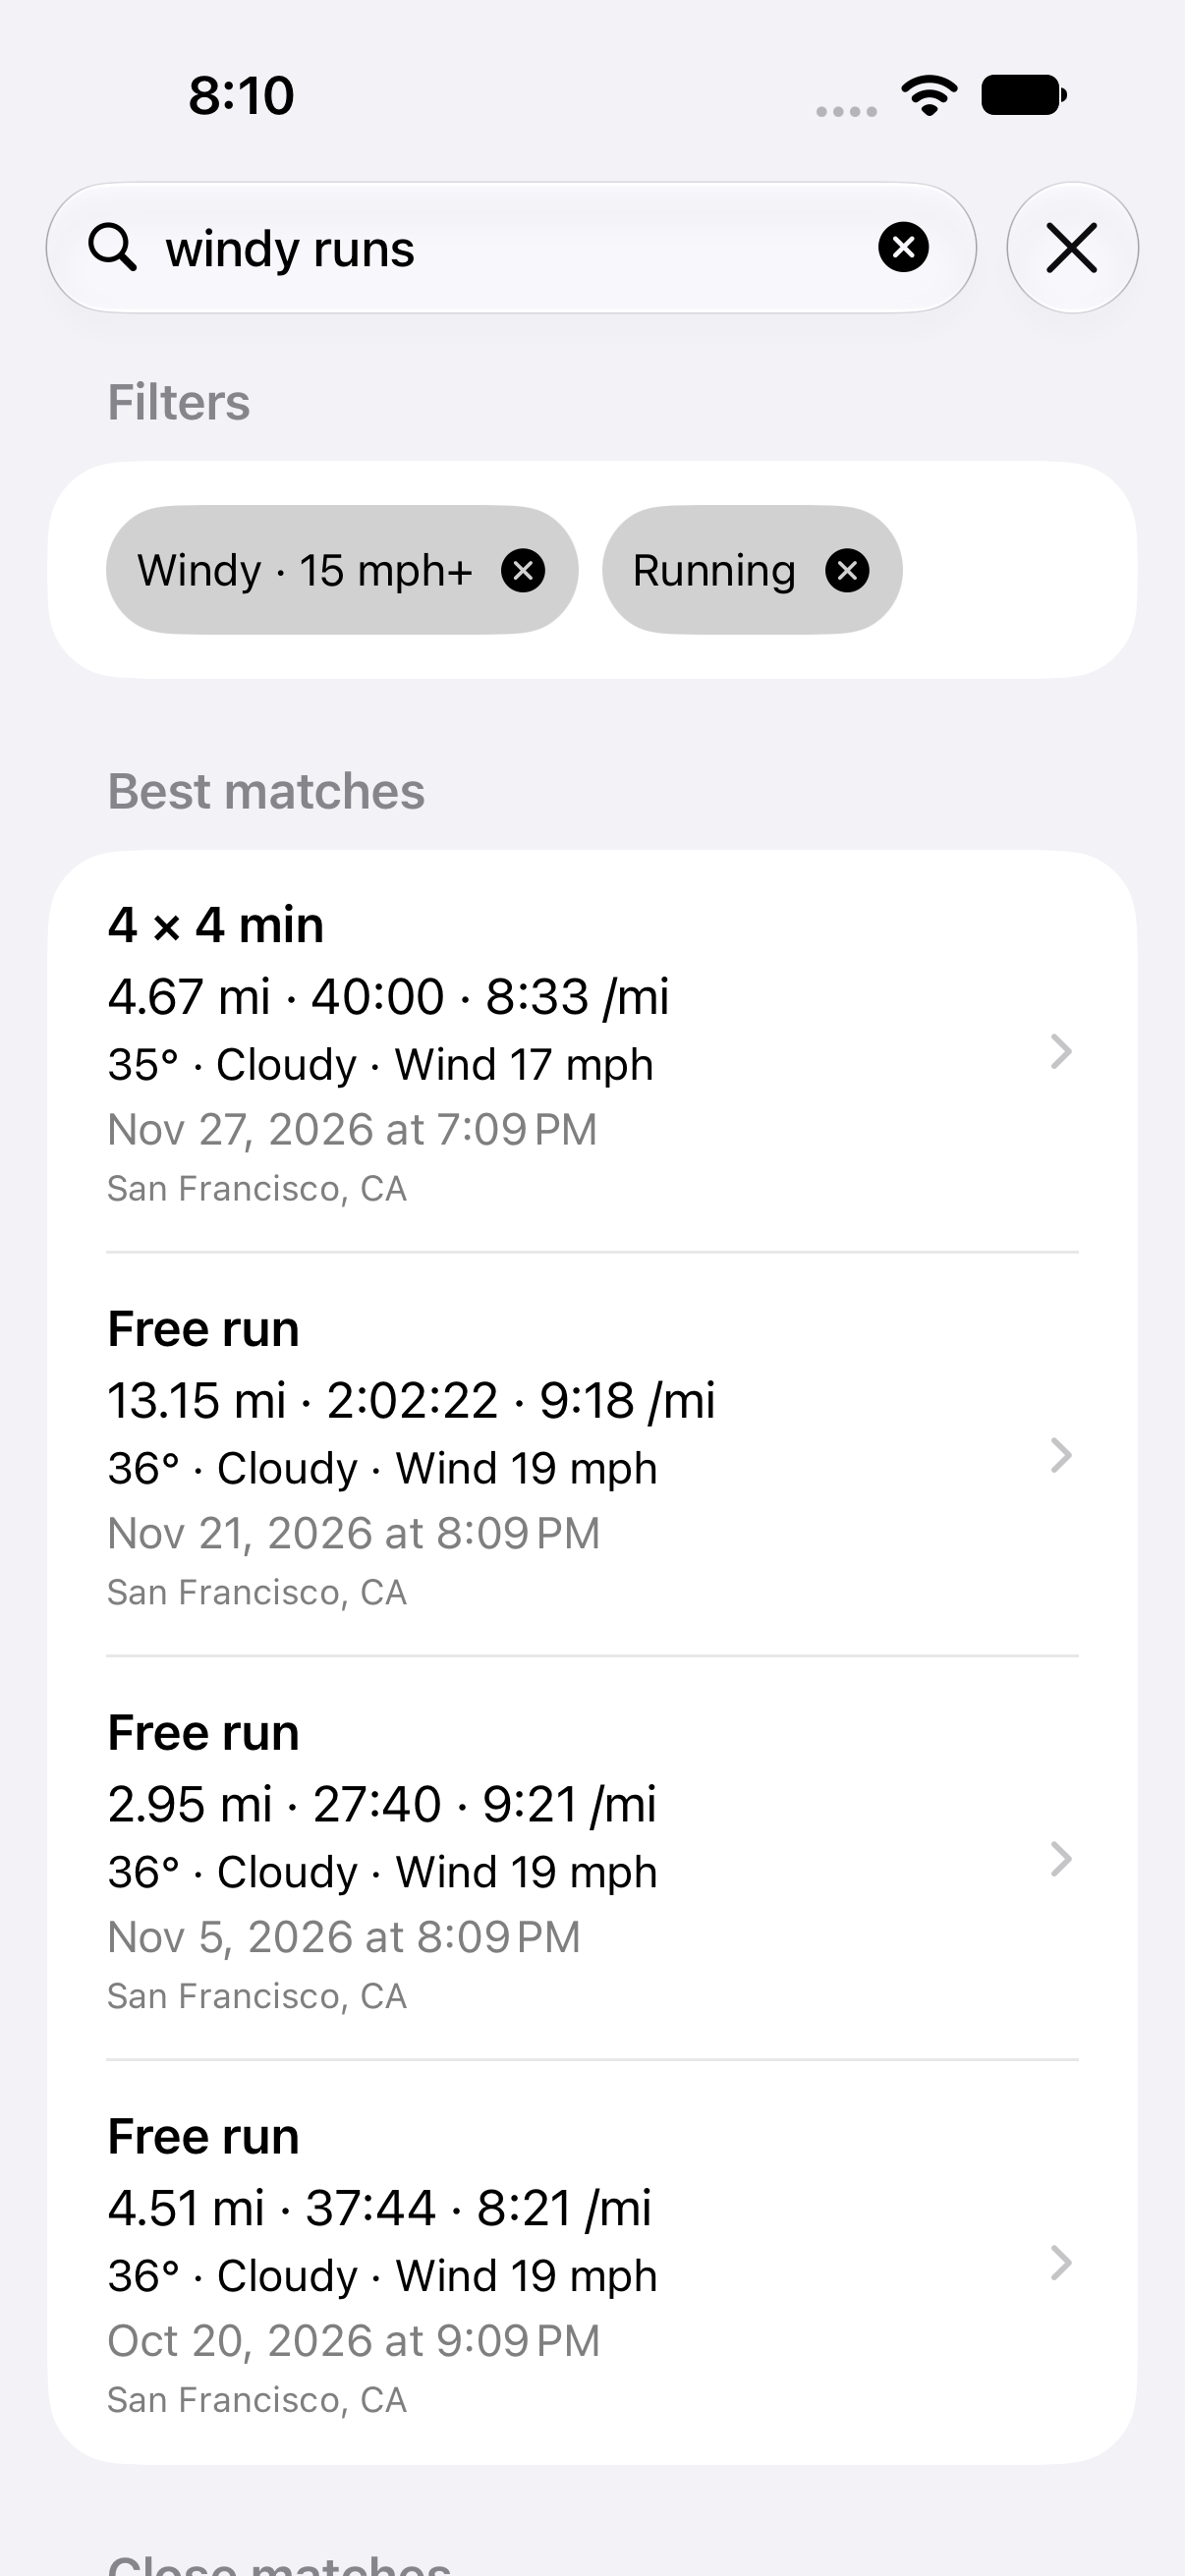 8:10
windy runs
Filters
Windy · 15 mph+
Running
Best matches
4 × 4 min
4.67 mi · 40:00 · 8:33 /mi
35° · Cloudy · Wind 17 mph
Nov 27, 2026 at 7:09 PM
San Francisco, CA
Free run
13.15 mi · 2:02:22 · 9:18 /mi
36° · Cloudy · Wind 19 mph
Nov 21, 2026 at 8:09 PM
San Francisco, CA
Free run
2.95 mi · 27:40 · 9:21 /mi
36° · Cloudy · Wind 19 mph
Nov 5, 2026 at 8:09 PM
San Francisco, CA
Free run
4.51 mi · 37:44 · 8:21 /mi
36° · Cloudy · Wind 19 mph
Oct 20, 2026 at 9:09 PM
San Francisco, CA
Close matches